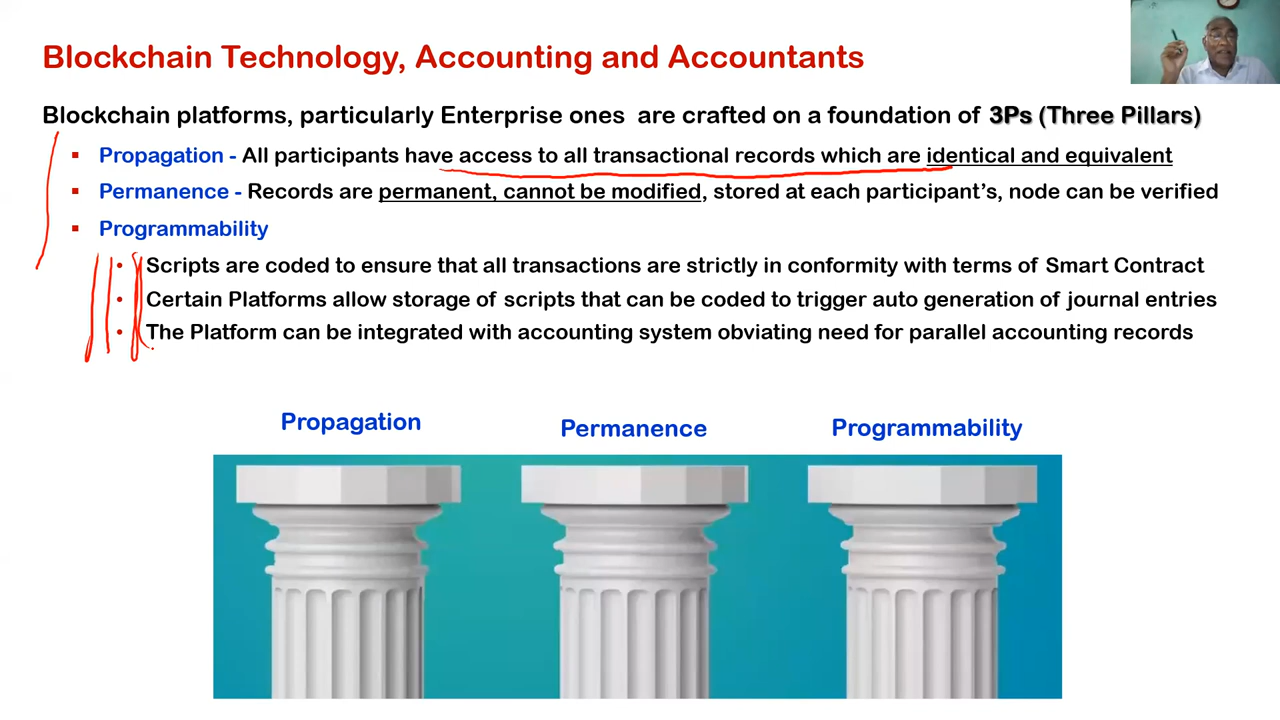 Blockchain Technology, Accounting and Accountants
Blockchain platforms, particularly Enterprise ones are crafted on a foundation of 3Ps (Three Pillars)
▪ Propagation - All participants have access to all transactional records which are identical and equivalent
▪ Permanence - Records are permanent, cannot be modified, stored at each participant's, node can be verified
▪ Programmability
• Scripts are coded to ensure that all transactions are strictly in conformity with terms of Smart Contract
• Certain Platforms allow storage of scripts that can be coded to trigger auto generation of journal entries
• The Platform can be integrated with accounting system obviating need for parallel accounting records
Propagation
Permanence
Programmability